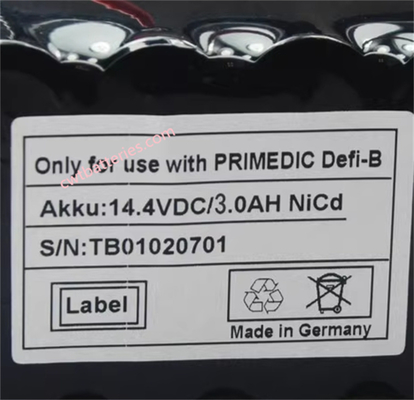 Only for use with PRIMEDIC Defi-B
Akku:14.4VDC/3.0AH NiCd
S/N:TB01020701
Label
Made in Germany